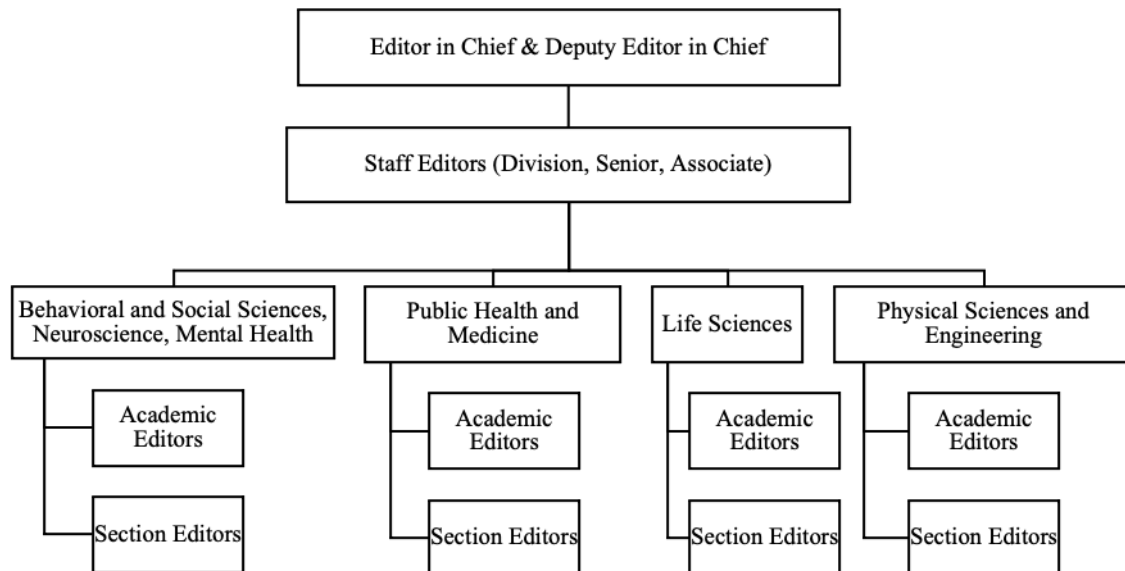 Editor in Chief & Deputy Editor in Chief
Staff Editors (Division, Senior, Associate)
Behavioral and Social Sciences,
Neuroscience, Mental Health
Public Health and
Medicine
Life Sciences
Physical Sciences and
Engineering
Academic
Editors
Academic
Editors
Academic
Editors
Academic
Editors
Section Editors
Section Editors
Section Editors
Section Editors